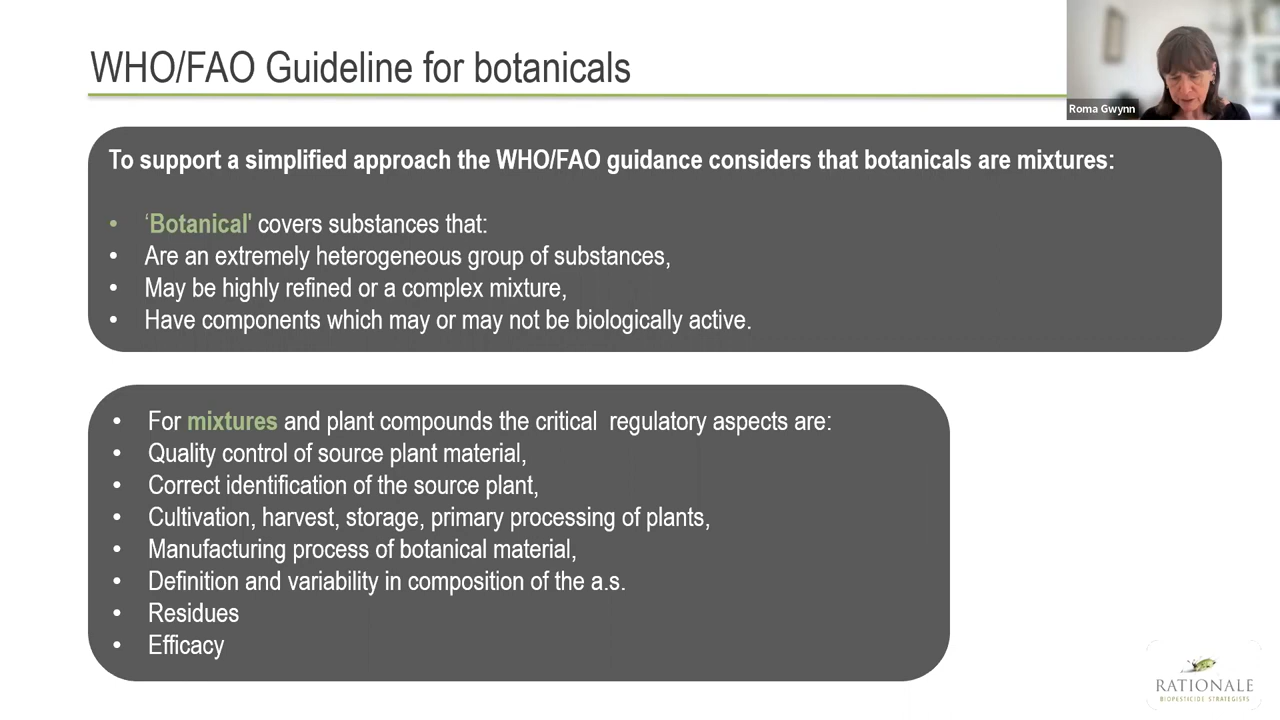 WHO/FAO Guideline for botanicals
Roma Gwynn
To support a simplified approach the WHO/FAO guidance considers that botanicals are mixtures:
• ‘Botanical' covers substances that:
• Are an extremely heterogeneous group of substances,
• May be highly refined or a complex mixture,
• Have components which may or may not be biologically active.
• For mixtures and plant compounds the critical  regulatory aspects are:
• Quality control of source plant material,
• Correct identification of the source plant,
• Cultivation, harvest, storage, primary processing of plants,
• Manufacturing process of botanical material,
• Definition and variability in composition of the a.s.
• Residues
• Efficacy
RATIONALE
BIOPESTICIDE STRATEGISTS